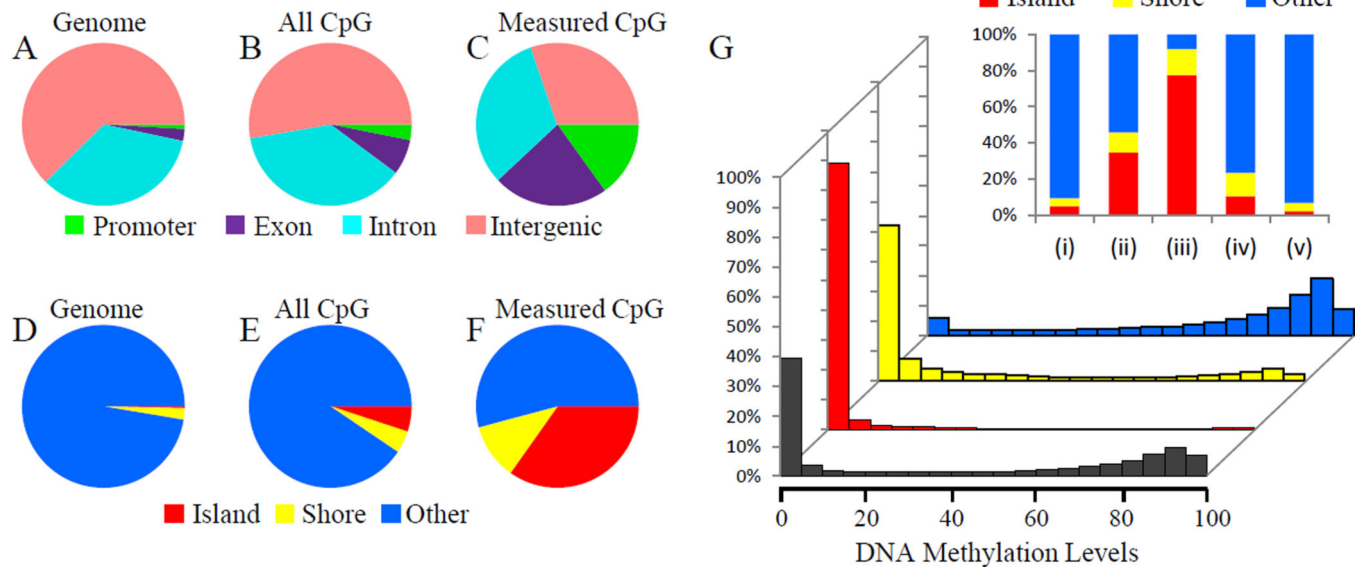 Island Shore Other
Genome All CpG Measured CpG
A B C G
Promoter Exon Intron Intergenic
Genome All CpG Measured CpG
D E F
Island Shore Other
100%
80%
60%
40%
20%
0%
(i) (ii) (iii) (iv) (v)
100%
90%
80%
70%
60%
50%
40%
30%
20%
10%
0%
0 20 40 60 80 100
DNA Methylation Levels